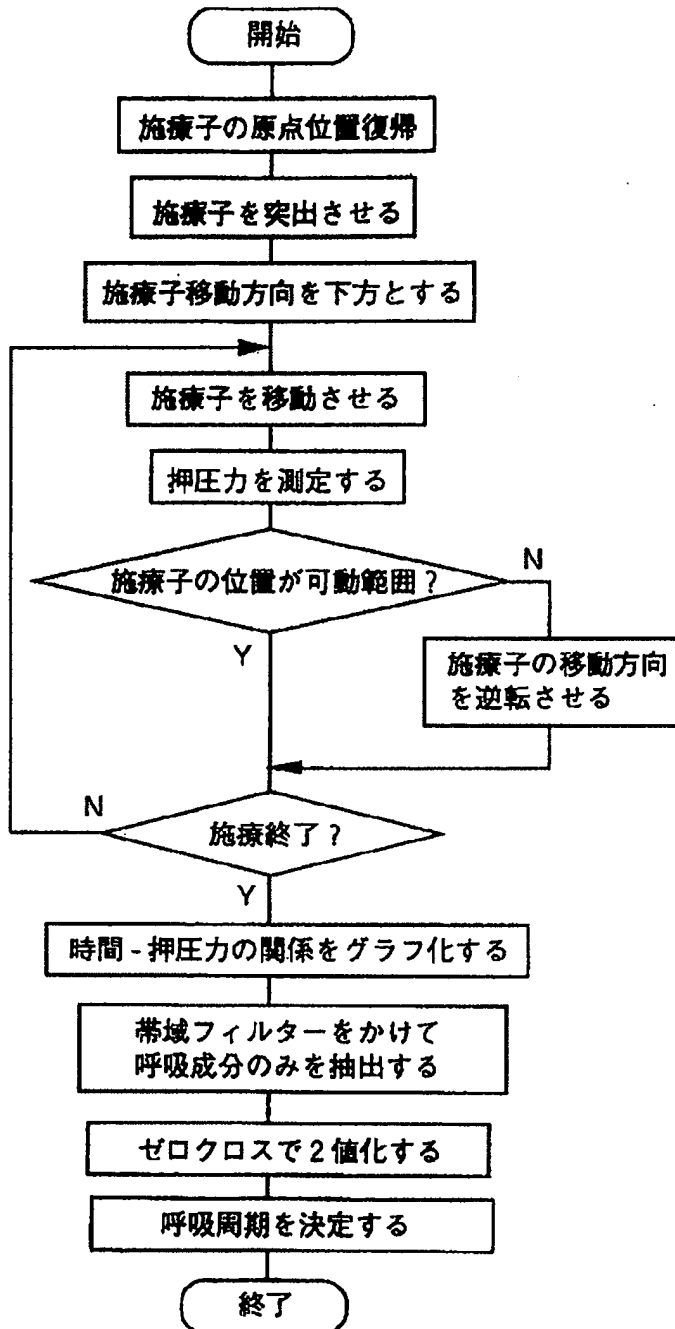 開始
施療子の原点位置復帰
施療子を突出させる
施療子移動方向を下方とする
施療子を移動させる
押圧力を測定する
施療子の位置が可動範囲？
N
Y
施療子の移動方向
を逆転させる
N
施療終了？
Y
時間-押圧力の関係をグラフ化する
帯域フィルターをかけて
呼吸成分のみを抽出する
ゼロクロスで2値化する
呼吸周期を決定する
終了